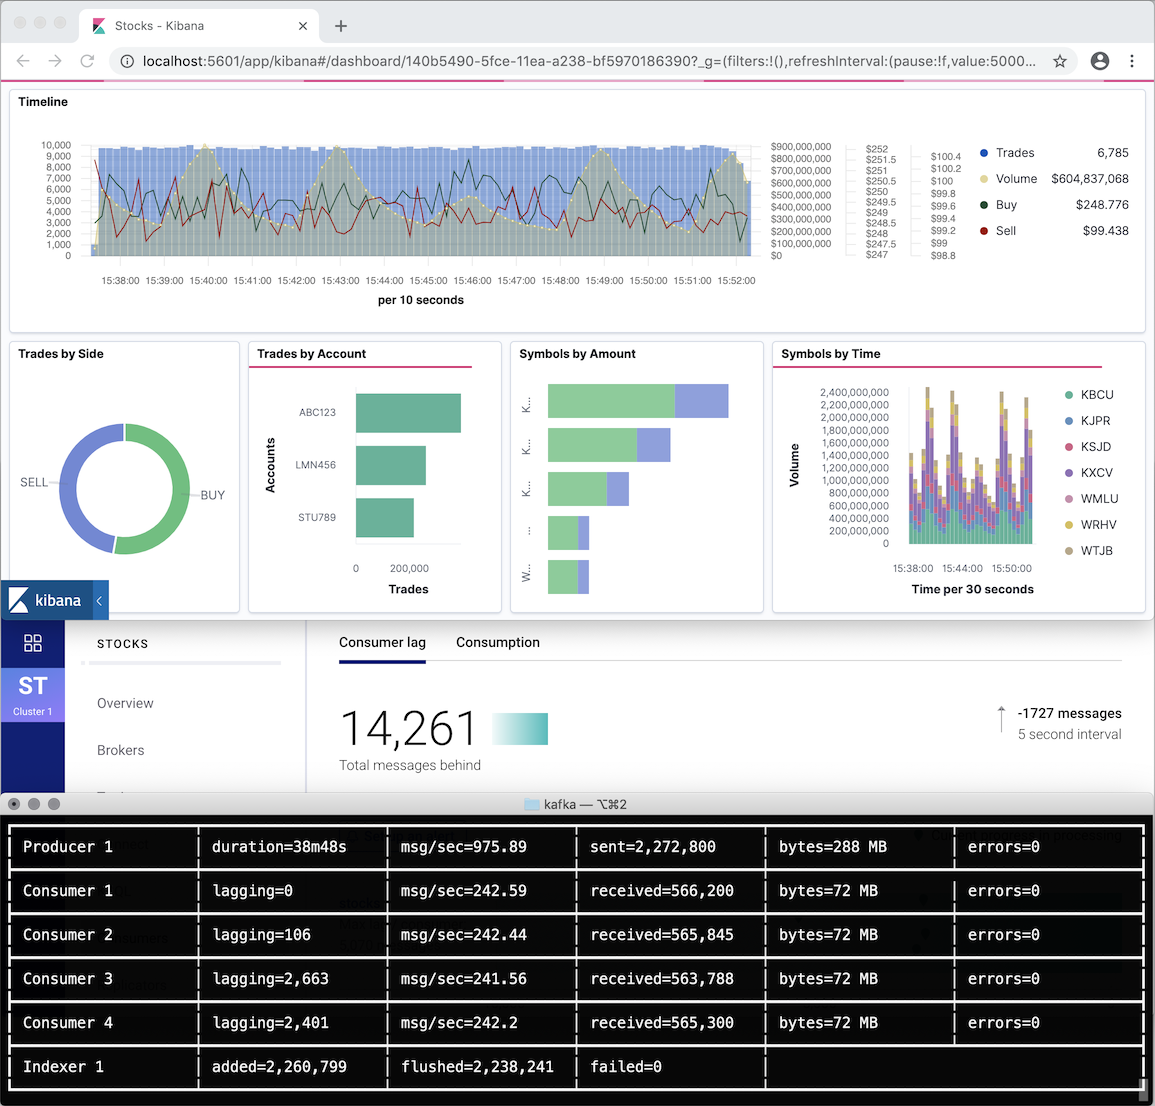 Stocks - Kibana
localhost:5601/app/kibana#/dashboard/140b5490-5fce-11ea-a238-bf5970186390?_g=(filters:!(),refreshInterval:(pause:!f,value:5000...
Timeline
10,000
9,000
8,000
7,000
6,000
5,000
4,000
3,000
2,000
1,000
0
$900,000,000
$800,000,000
$700,000,000
$600,000,000
$500,000,000
$400,000,000
$300,000,000
$200,000,000
$100,000,000
$0
$252
$251.5
$251
$250.5
$250
$249.5
$249
$248.5
$248
$247.5
$247
$100.4
$100.2
$100
$99.8
$99.6
$99.4
$99.2
$99
$98.8
Trades 6,785
Volume $604,837,068
Buy $248.776
Sell $99.438
15:38:00 15:39:00 15:40:00 15:41:00 15:42:00 15:43:00 15:44:00 15:45:00 15:46:00 15:47:00 15:48:00 15:49:00 15:50:00 15:51:00 15:52:00
per 10 seconds
Trades by Side
SELL
BUY
Trades by Account
Accounts
ABC123
LMN456
STU789
0 200,000
Trades
Symbols by Amount
K...
K...
K...
...
W...
Symbols by Time
Volume
2,400,000,000
2,200,000,000
2,000,000,000
1,800,000,000
1,600,000,000
1,400,000,000
1,200,000,000
1,000,000,000
800,000,000
600,000,000
400,000,000
200,000,000
0
15:38:00 15:44:00 15:50:00
Time per 30 seconds
KBCU
KJPR
KSJD
KXCV
WMLU
WRHV
WTJB
kibana
ST
Cluster 1
STOCKS
Overview
Brokers
Consumer lag Consumption
14,261
Total messages behind
-1727 messages
5 second interval
kafka — ⌥⌘2
Producer 1 duration=38m48s msg/sec=975.89 sent=2,272,800 bytes=288 MB errors=0
Consumer 1 lagging=0 msg/sec=242.59 received=566,200 bytes=72 MB errors=0
Consumer 2 lagging=106 msg/sec=242.44 received=565,845 bytes=72 MB errors=0
Consumer 3 lagging=2,663 msg/sec=241.56 received=563,788 bytes=72 MB errors=0
Consumer 4 lagging=2,401 msg/sec=242.2 received=565,300 bytes=72 MB errors=0
Indexer 1 added=2,260,799 flushed=2,238,241 failed=0